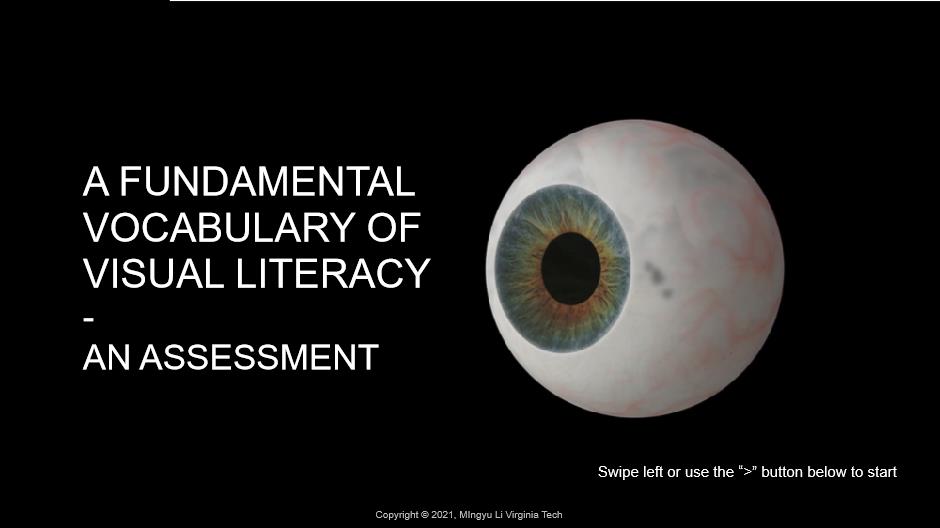 A FUNDAMENTAL
VOCABULARY OF
VISUAL LITERACY
-
AN ASSESSMENT
Swipe left or use the “>” button below to start
Copyright © 2021, MIngyu Li Virginia Tech